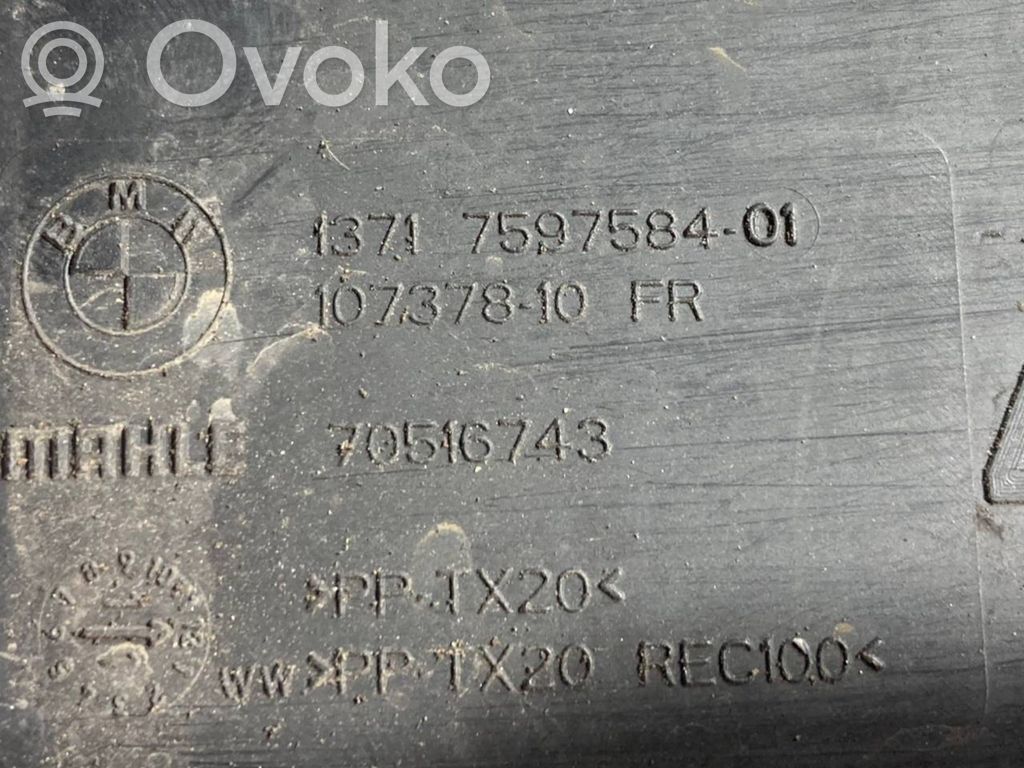 Ovoko
BMW
1371 7597584-01
107378-10 FR
MAHLE 70516743
>PP-TX20<
WW >PP-TX20 REC100<